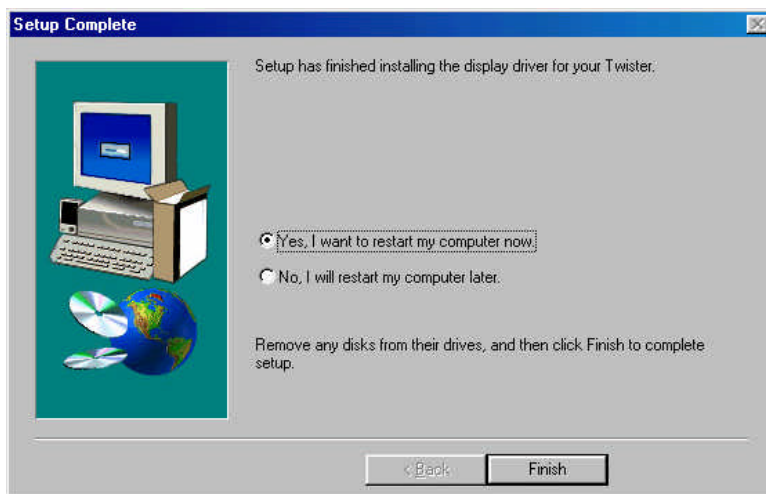 Setup Complete
Setup has finished installing the display driver for your Twister.
Yes, I want to restart my computer now.
No, I will restart my computer later.
Remove any disks from their drives, and then click Finish to complete
setup.
< Back
Finish